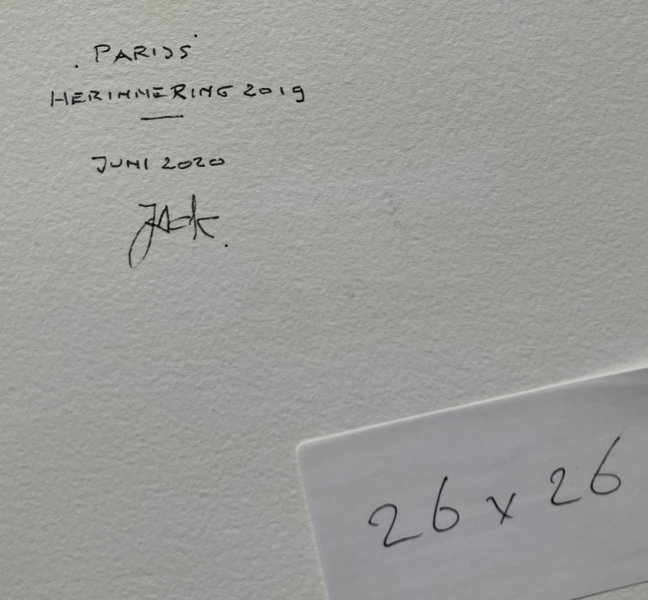 'PARIJS'
HERINNERING 2019
JUNI 2020
Jack.
26 x 26